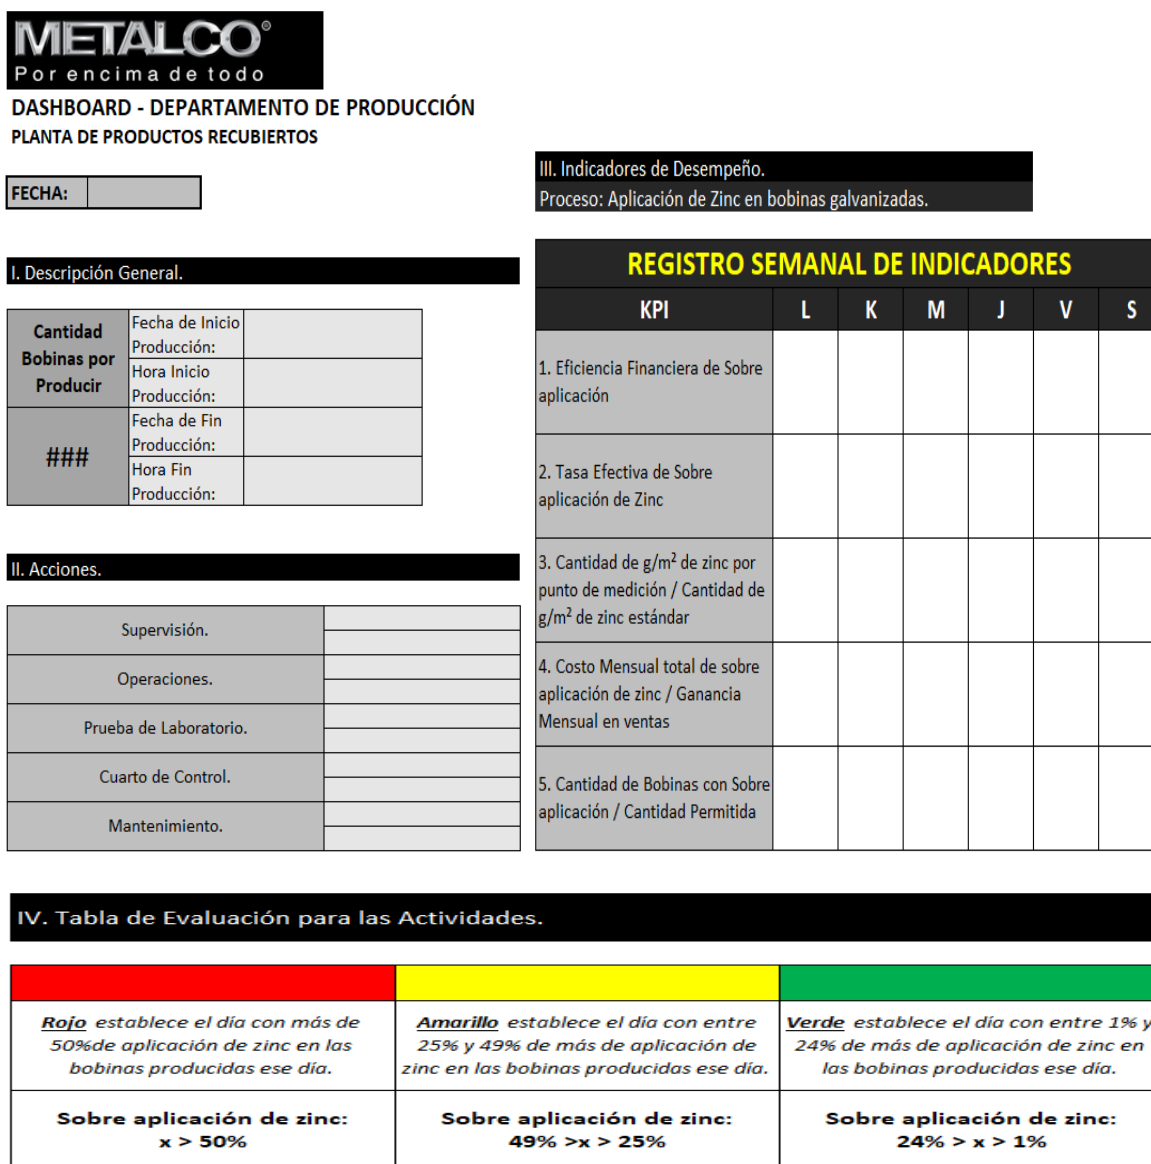 METALCO®
Por encima de todo
DASHBOARD - DEPARTAMENTO DE PRODUCCIÓN
PLANTA DE PRODUCTOS RECUBIERTOS
FECHA:
I. Descripción General.
Cantidad
Bobinas por
Producir
###
Fecha de Inicio
Producción:
Hora Inicio
Producción:
Fecha de Fin
Producción:
Hora Fin
Producción:
II. Acciones.
Supervisión.
Operaciones.
Prueba de Laboratorio.
Cuarto de Control.
Mantenimiento.
III. Indicadores de Desempeño.
Proceso: Aplicación de Zinc en bobinas galvanizadas.
REGISTRO SEMANAL DE INDICADORES
KPI L K M J V S
1. Eficiencia Financiera de Sobre
aplicación
2. Tasa Efectiva de Sobre
aplicación de Zinc
3. Cantidad de g/m² de zinc por
punto de medición / Cantidad de
g/m² de zinc estándar
4. Costo Mensual total de sobre
aplicación de zinc / Ganancia
Mensual en ventas
5. Cantidad de Bobinas con Sobre
aplicación / Cantidad Permitida
IV. Tabla de Evaluación para las Actividades.
Rojo establece el día con más de
50%de aplicación de zinc en las
bobinas producidas ese día.
Sobre aplicación de zinc:
x > 50%
Amarillo establece el día con entre
25% y 49% de más de aplicación de
zinc en las bobinas producidas ese día.
Sobre aplicación de zinc:
49% >x > 25%
Verde establece el día con entre 1% y
24% de más de aplicación de zinc en
las bobinas producidas ese día.
Sobre aplicación de zinc:
24% > x > 1%